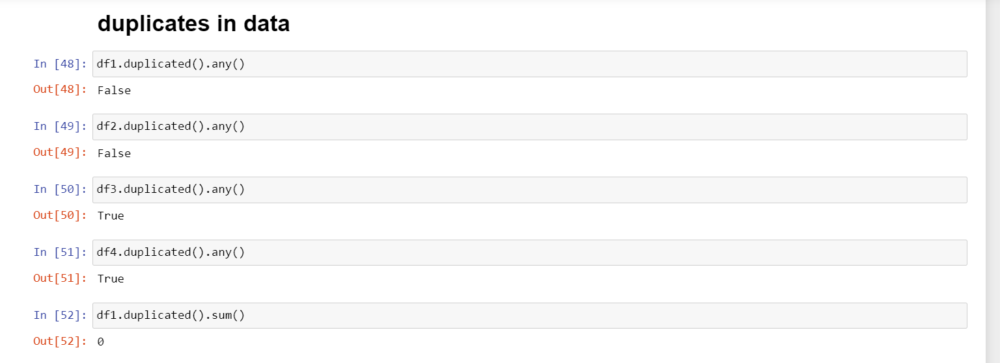 duplicates in data
In [48]: df1.duplicated().any()
Out[48]: False
In [49]: df2.duplicated().any()
Out[49]: False
In [50]: df3.duplicated().any()
Out[50]: True
In [51]: df4.duplicated().any()
Out[51]: True
In [52]: df1.duplicated().sum()
Out[52]: 0